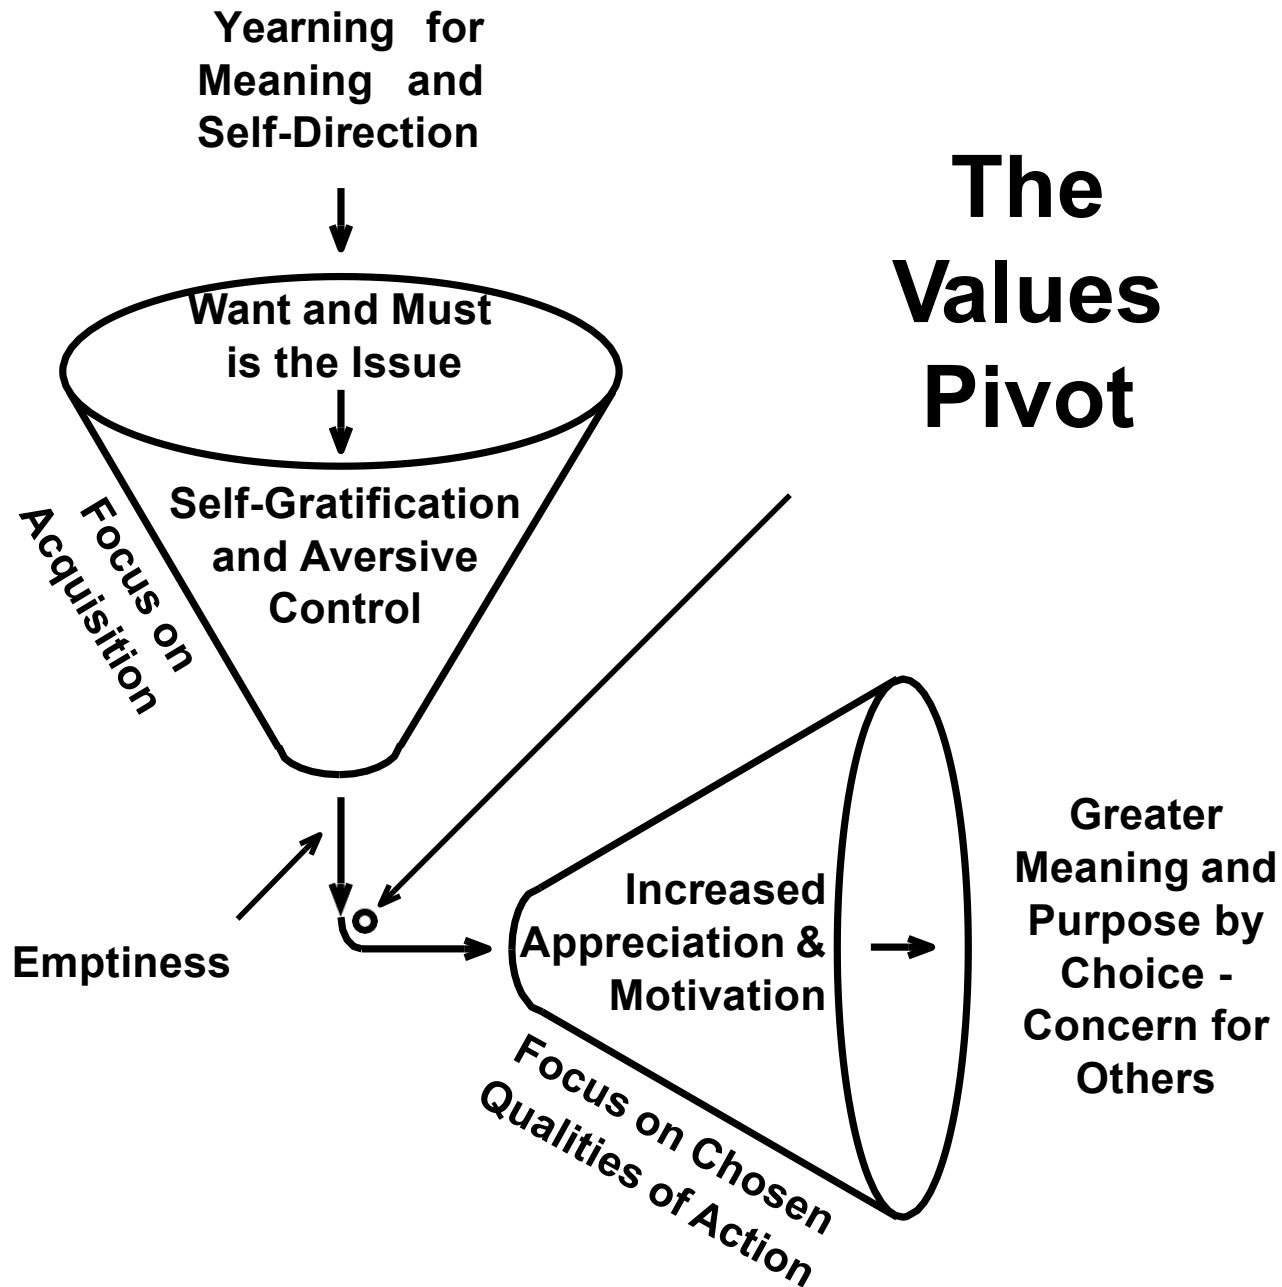 Yearning for
Meaning and
Self-Direction
The
Values
Pivot
Want and Must
is the Issue
Self-Gratification
and Aversive
Control
Focus on
Acquisition
Emptiness
Increased
Appreciation &
Motivation
Focus on Chosen
Qualities of Action
Greater
Meaning and
Purpose by
Choice -
Concern for
Others